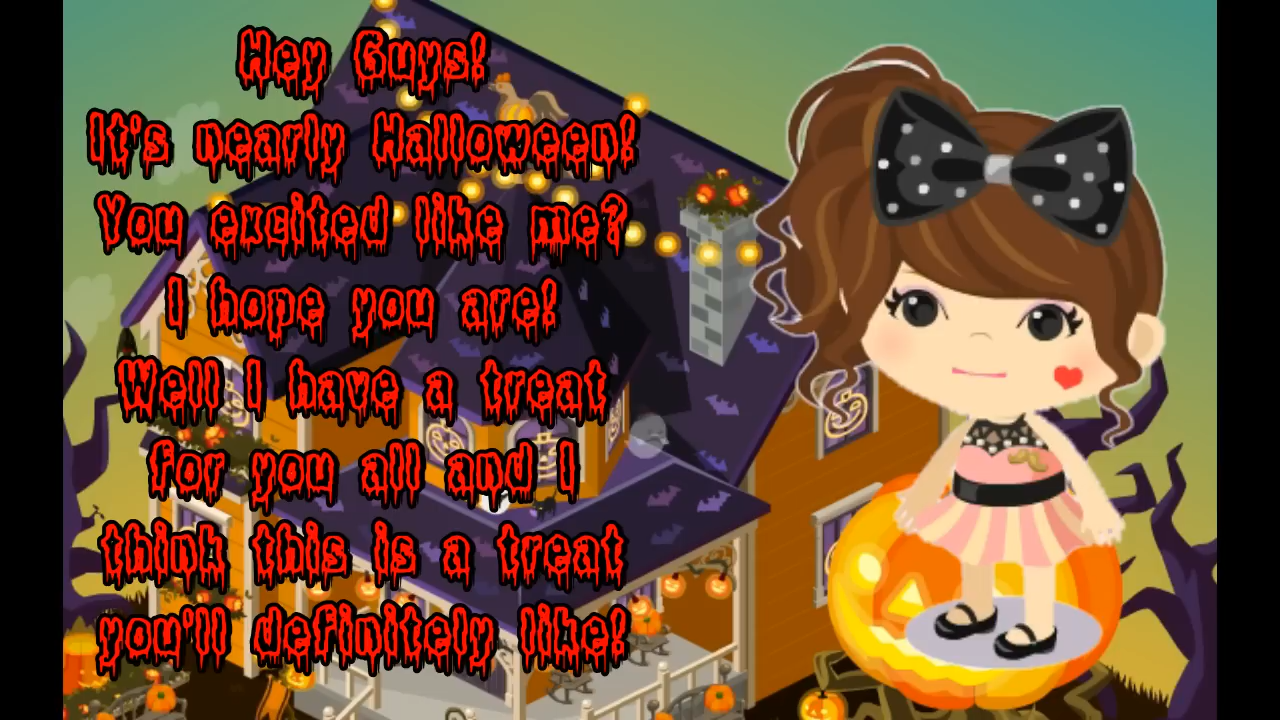 Hey Guys!
It's nearly Halloween!
You excited like me?
I hope you are!
Well I have a treat
for you all and I
think this is a treat
you'll definitely like!